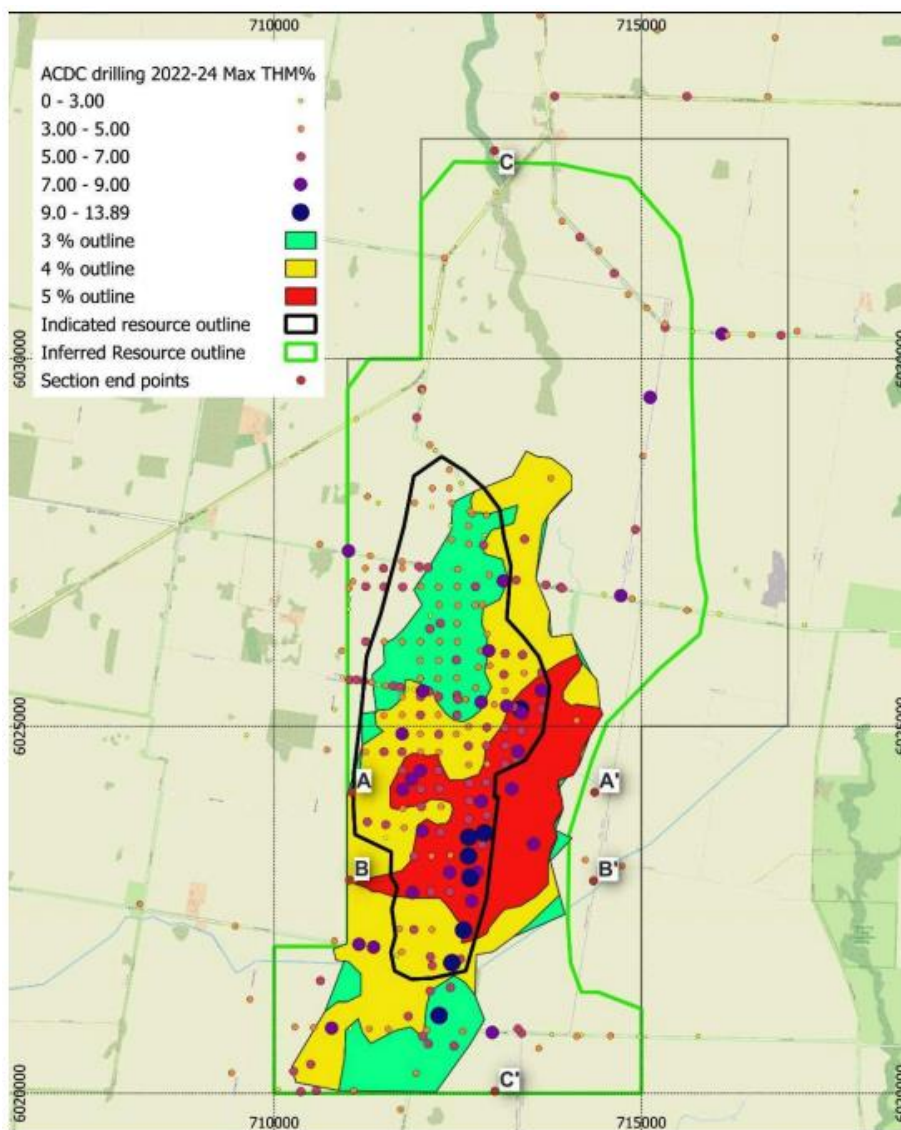 710000
715000
ACDC drilling 2022-24 Max THM%
0 - 3.00
3.00 - 5.00
5.00 - 7.00
7.00 - 9.00
9.0 - 13.89
3 % outline
4 % outline
5 % outline
Indicated resource outline
Inferred Resource outline
Section end points
C
6030000
6030000
6025000
6025000
A
A'
B
B'
6020000
6020000
C'
710000
715000